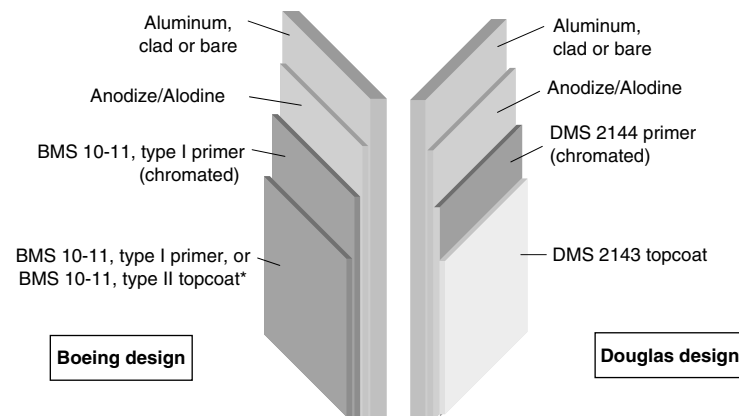 Aluminum,
clad or bare
Anodize/Alodine
BMS 10-11, type I primer
(chromated)
BMS 10-11, type I primer, or
BMS 10-11, type II topcoat*
Boeing design
Aluminum,
clad or bare
Anodize/Alodine
DMS 2144 primer
(chromated)
DMS 2143 topcoat
Douglas design